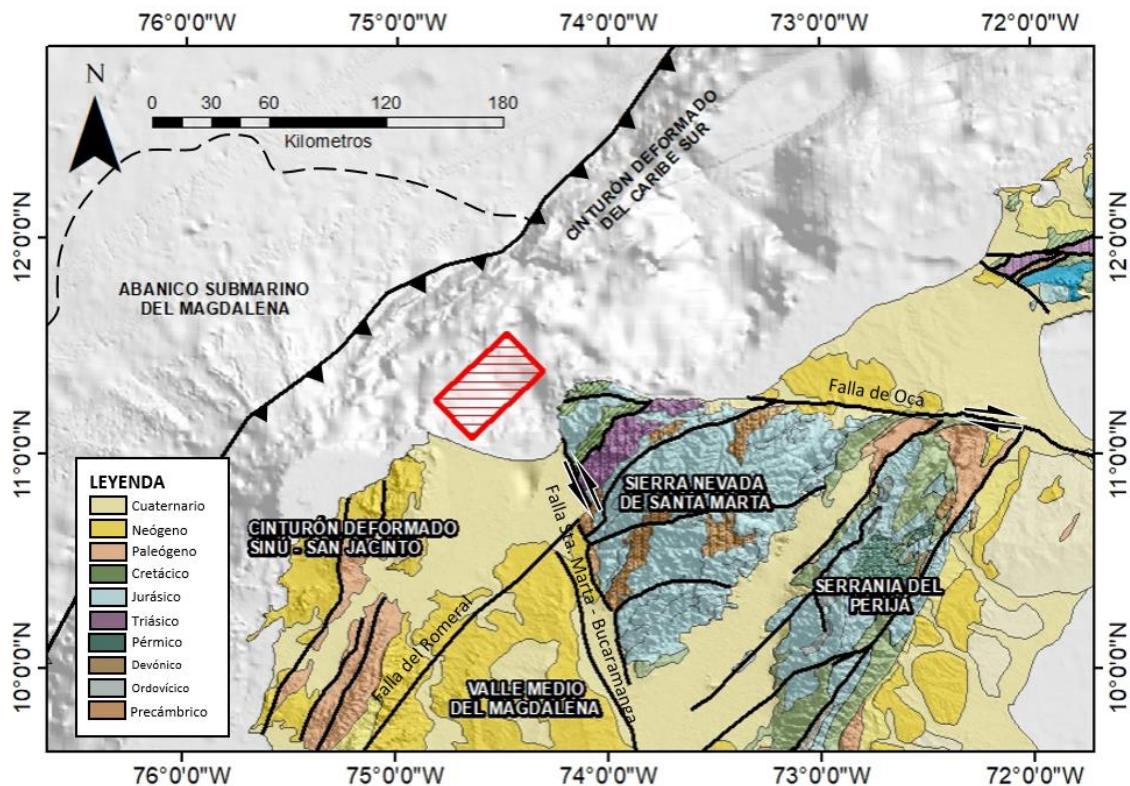 76°0'0"W
75°0'0"W
74°0'0"W
73°0'0"W
72°0'0"W
N
0
30
60
120
180
Kilometros
CINTURÓN DEFORMADO
DEL CARIBE SUR
12°0'0"N
12°0'0"N
ABANICO SUBMARINO
DEL MAGDALENA
Falla de Oca
11°0'0"N
11°0'0"N
LEYENDA
Cuaternario
Neógeno
Paleógeno
Cretácico
Jurásico
Triásico
Pérmico
Devónico
Ordovícico
Precámbrico
CINTURÓN DEFORMADO
SINÚ - SAN JACINTO
SIERRA NEVADA
DE SANTA MARTA
Falla Sta. Marta - Bucaramanga
SERRANIA DEL
PERIJÁ
Falla del Romeral
VALLE MEDIO
DEL MAGDALENA
10°0'0"N
10°0'0"N
76°0'0"W
75°0'0"W
74°0'0"W
73°0'0"W
72°0'0"W